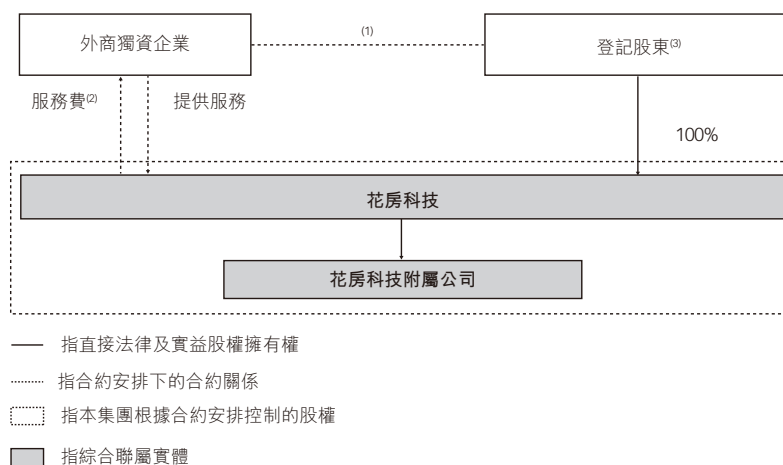 外商獨資企業
(1)
登記股東(3)
服務費(2)
提供服務
100%
花房科技
花房科技附屬公司
指直接法律及實益股權擁有權
指合約安排下的合約關係
指本集團根據合約安排控制的股權
指綜合聯屬實體